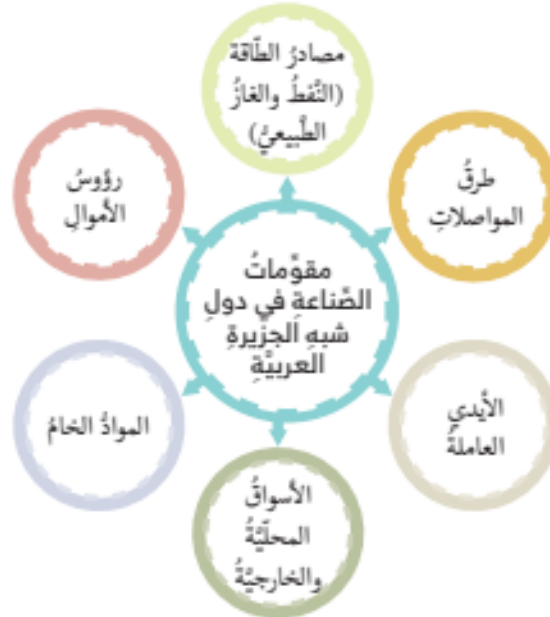 مقوِّماتُ
الصِّناعةِ في دولِ
شبهِ الجزيرةِ
العربيَّةِ
مصادرُ الطّاقة
(النَّفطُ والغازُ
الطَّبيعيُّ)
طرقُ
المواصلاتِ
الأيدي
العاملةُ
الأسواقُ
المحلّيَّةُ
والخارجيَّةُ
الموادُّ الخامُ
رؤوسُ
الأموالِ